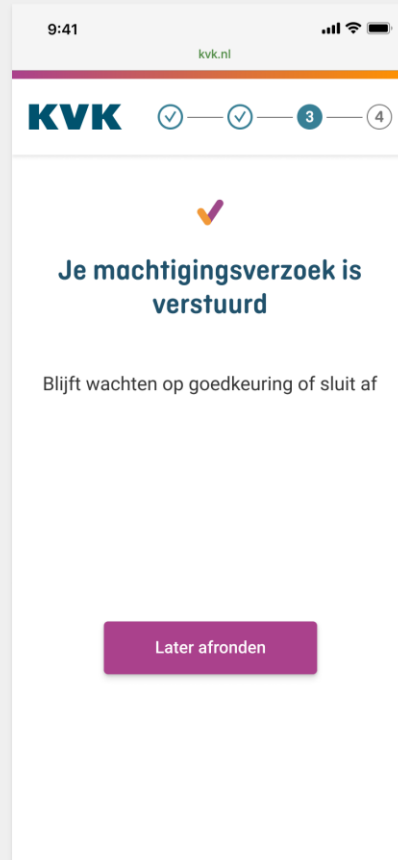 9:41
kvk.nl
KVK 3 4
Je machtigingsverzoek is
verstuurd
Blijft wachten op goedkeuring of sluit af
Later afronden